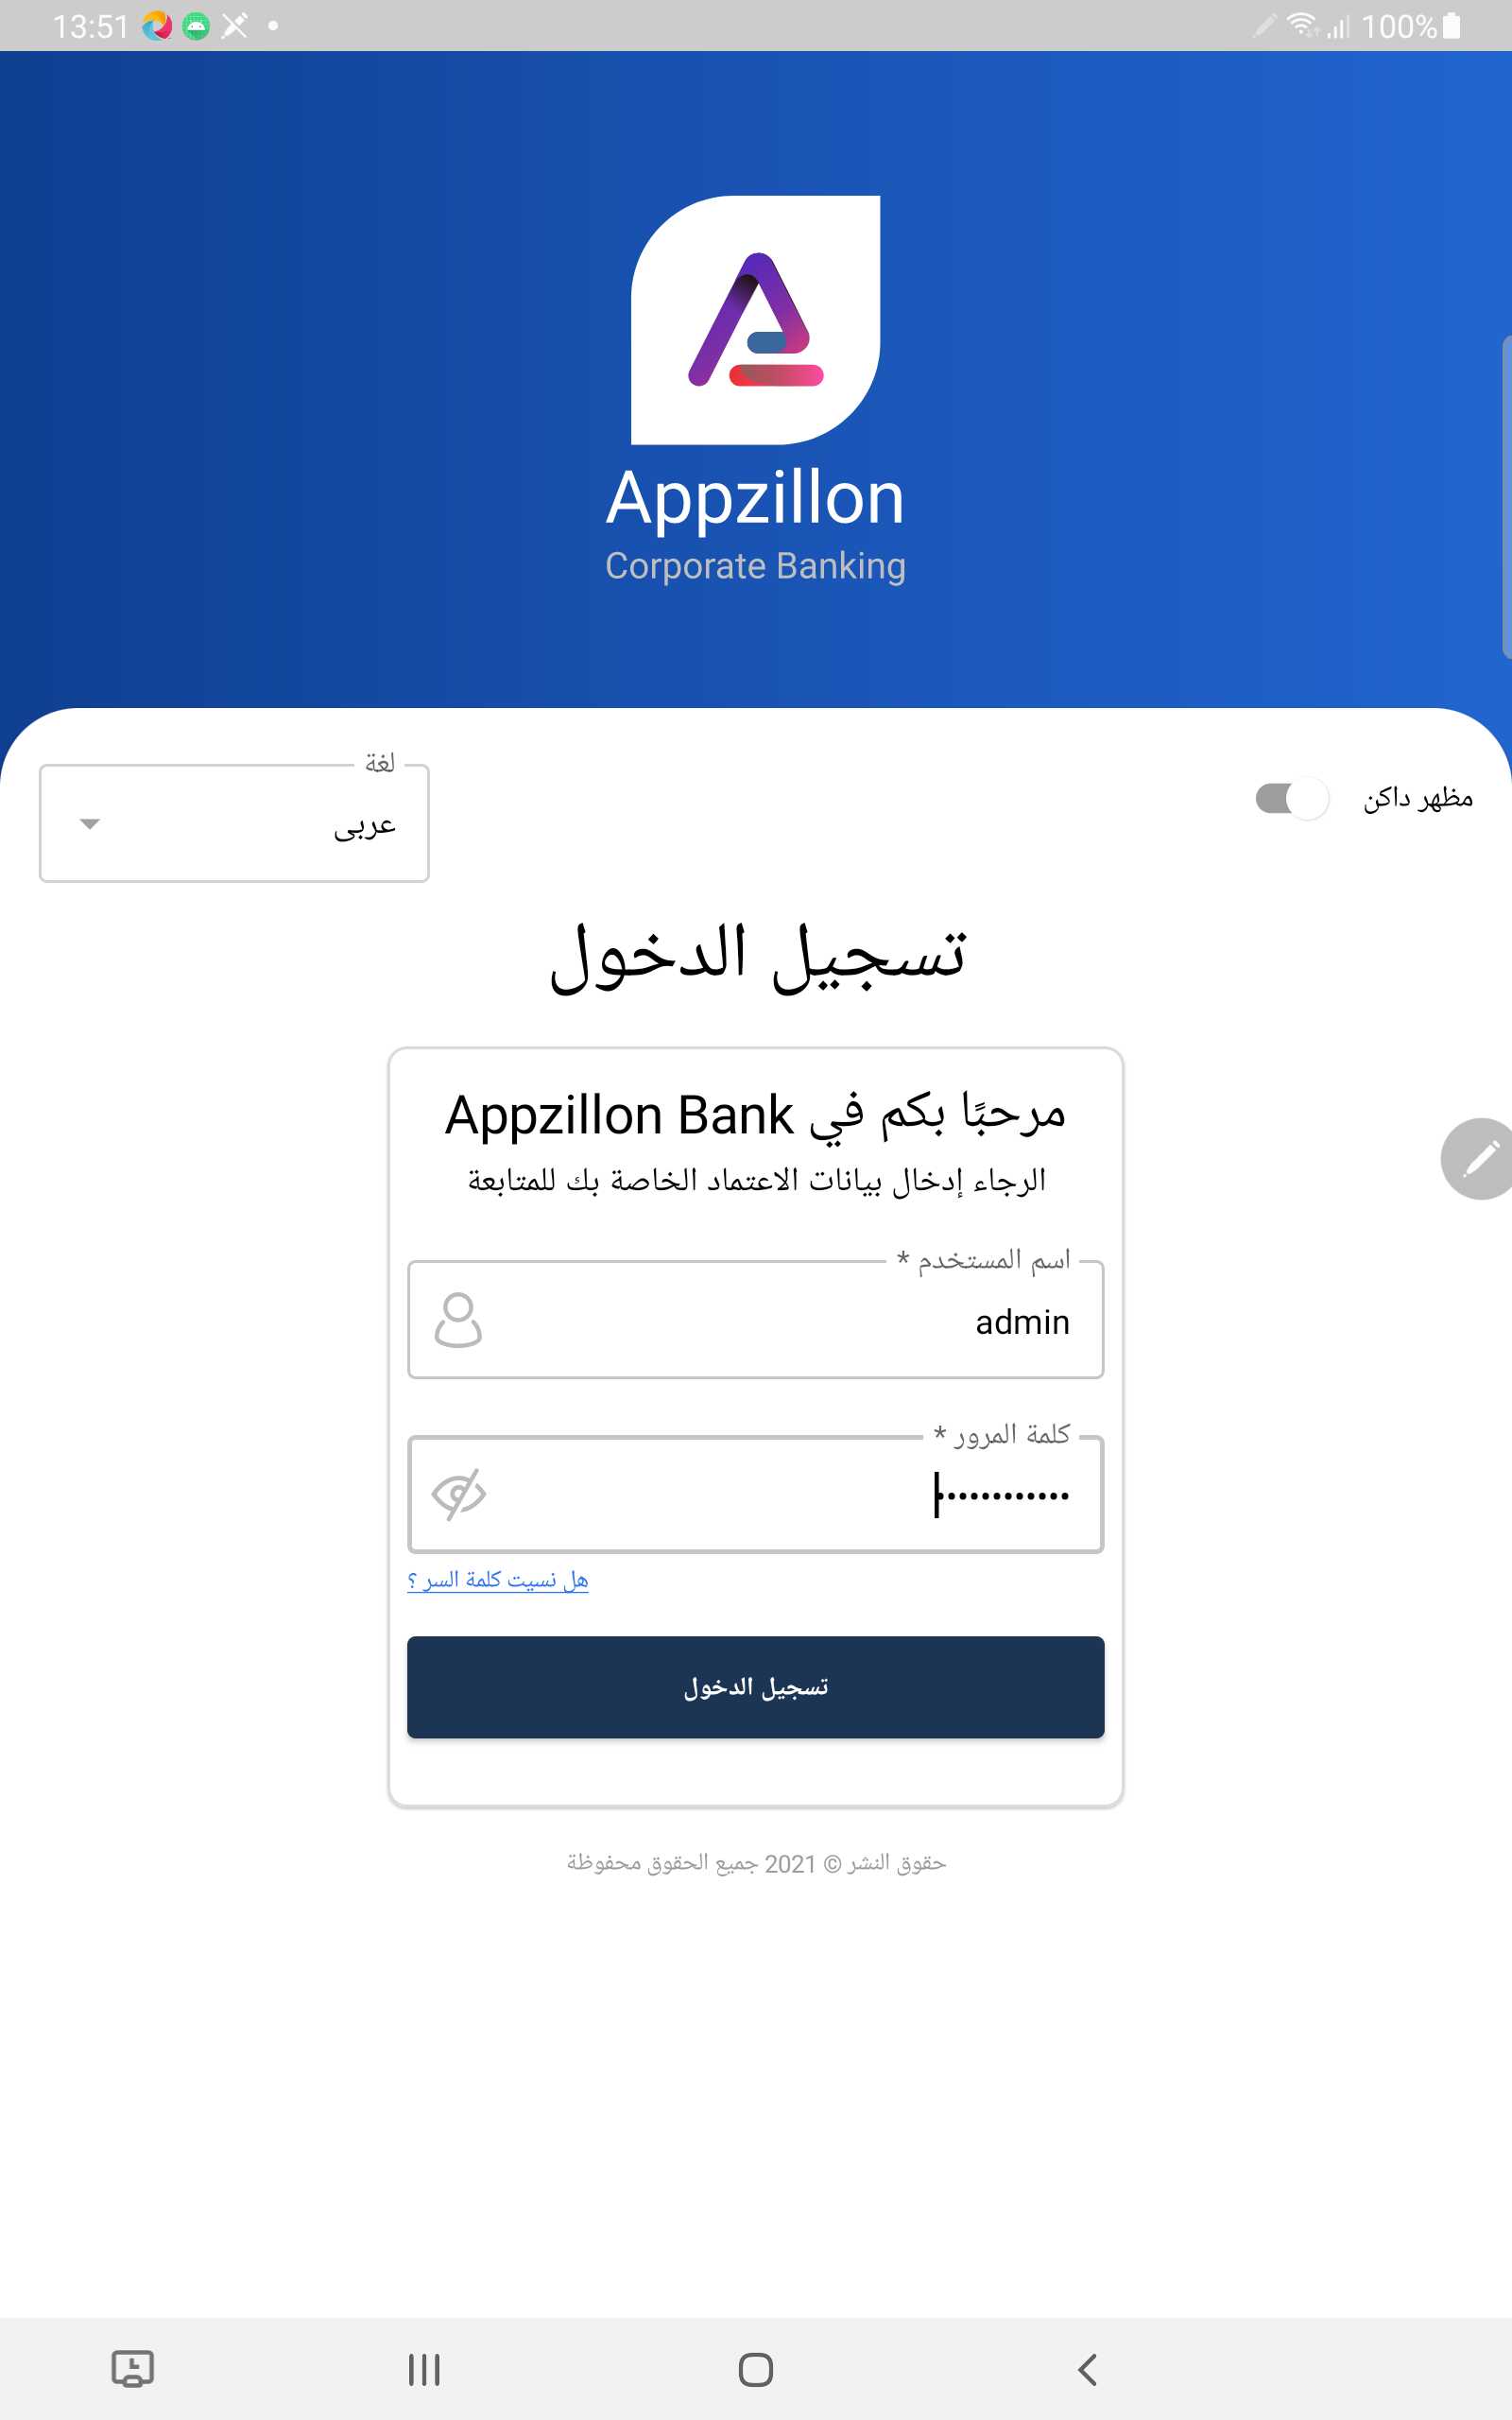 13:51
100%
Appzillon
Corporate Banking
مظهر داكن
لغة
عربى
تسجيل الدخول
مرحبًا بكم في Appzillon Bank
الرجاء إدخال بيانات الاعتماد الخاصة بك للمتابعة
اسم المستخدم *
admin
كلمة المرور *
••••••••••••
هل نسيت كلمة السر ؟
تسجيل الدخول
حقوق النشر © 2021 جميع الحقوق محفوظة